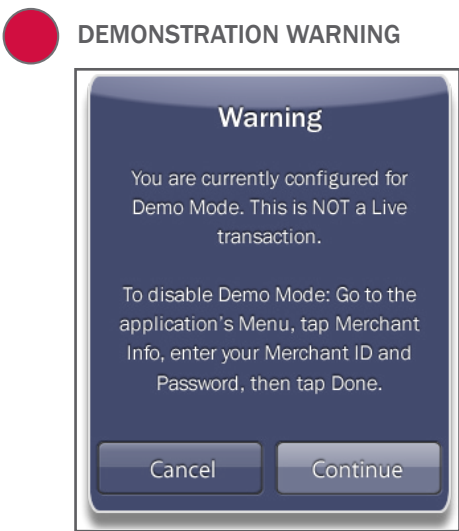 DEMONSTRATION WARNING
Warning
You are currently configured for
Demo Mode. This is NOT a Live
transaction.
To disable Demo Mode: Go to the
application's Menu, tap Merchant
Info, enter your Merchant ID and
Password, then tap Done.
Cancel
Continue